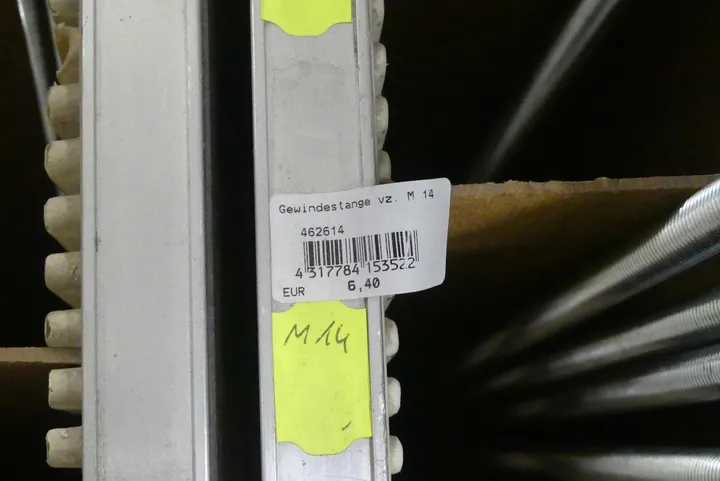 Gewindestange vz. M 14
462614
4 317784 153522
EUR 6,40
M 14